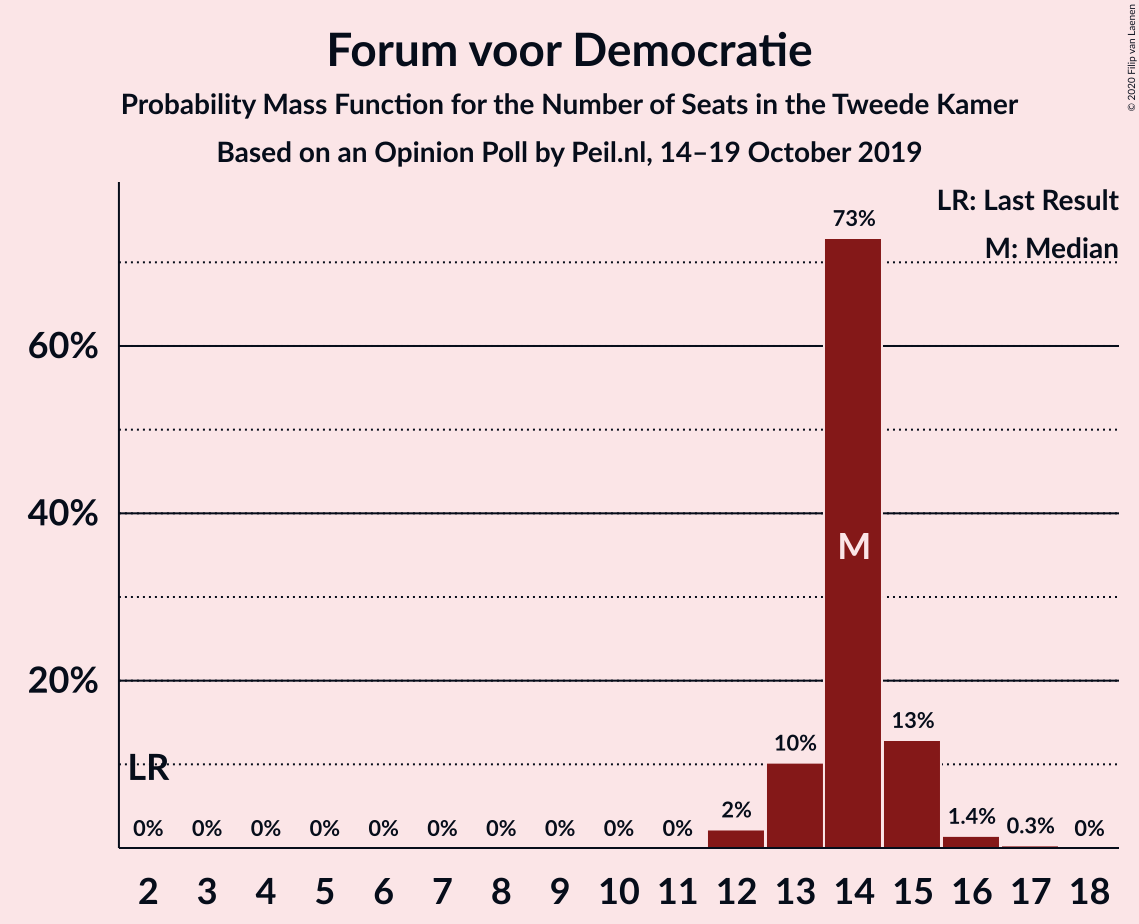 Forum voor Democratie
Probability Mass Function for the Number of Seats in the Tweede Kamer
Based on an Opinion Poll by Peil.nl, 14–19 October 2019
© 2020 Filip van Laenen
LR: Last Result
M: Median
60%
40%
20%
LR
M
0% 0% 0% 0% 0% 0% 0% 0% 0% 0% 2% 10% 73% 13% 1.4% 0.3% 0%
2 3 4 5 6 7 8 9 10 11 12 13 14 15 16 17 18